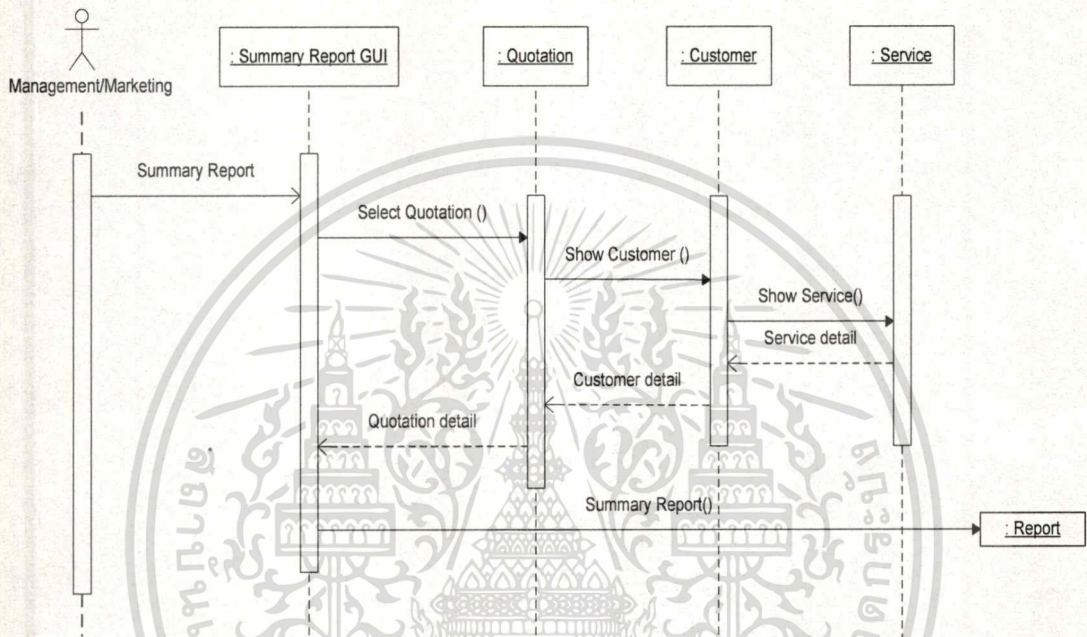 Management/Marketing
: Summary Report GUI
: Quotation
: Customer
: Service
Summary Report
Select Quotation ()
Show Customer ()
Show Service()
Service detail
Customer detail
Quotation detail
Summary Report()
: Report